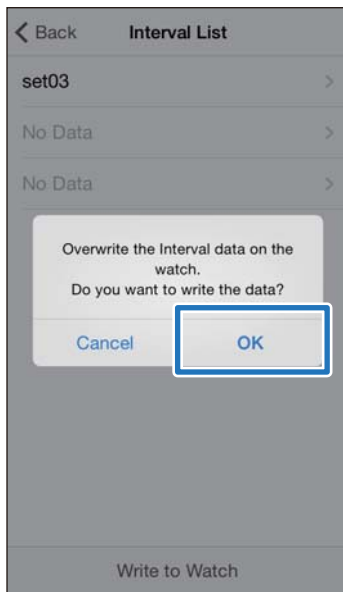 Back Interval List
set03
No Data
No Data
Overwrite the Interval data on the
watch.
Do you want to write the data?
Cancel OK
Write to Watch